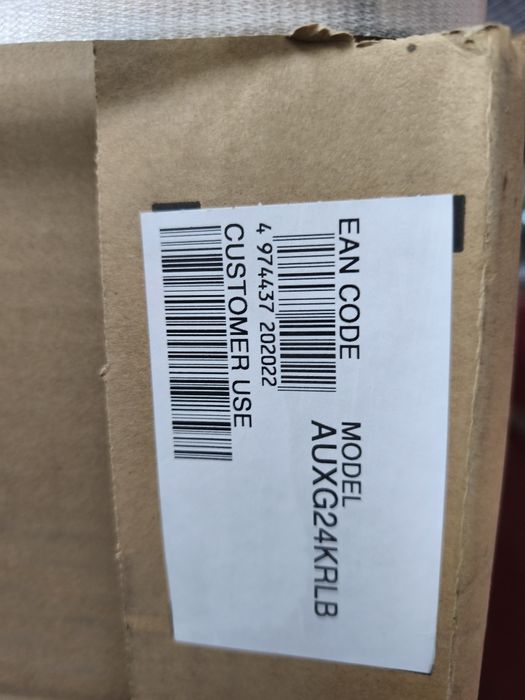 EAN CODE
4 974437 202022
CUSTOMER USE
MODEL
AUXG24KRLB